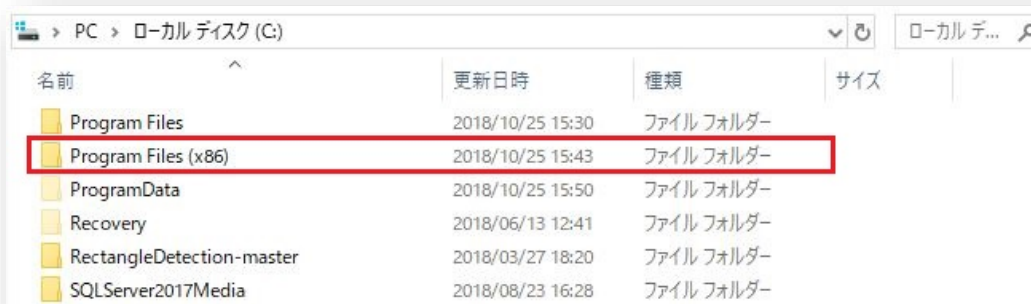 PC > ローカル ディスク (C:) ローカル デ...
名前 更新日時 種類 サイズ
Program Files 2018/10/25 15:30 ファイル フォルダー
Program Files (x86) 2018/10/25 15:43 ファイル フォルダー
ProgramData 2018/10/25 15:50 ファイル フォルダー
Recovery 2018/06/13 12:41 ファイル フォルダー
RectangleDetection-master 2018/03/27 18:20 ファイル フォルダー
SQLServer2017Media 2018/08/23 16:28 ファイル フォルダー